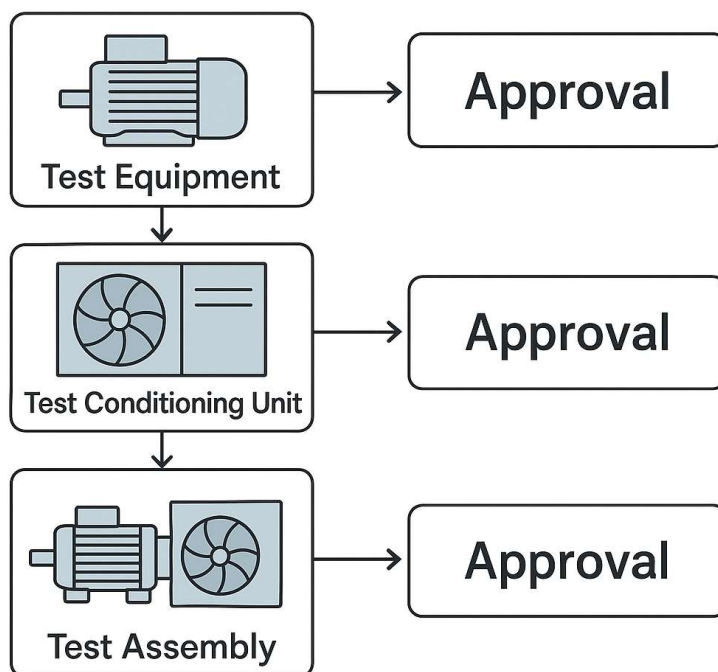 Test Equipment
Approval
Test Conditioning Unit
Approval
Test Assembly
Approval